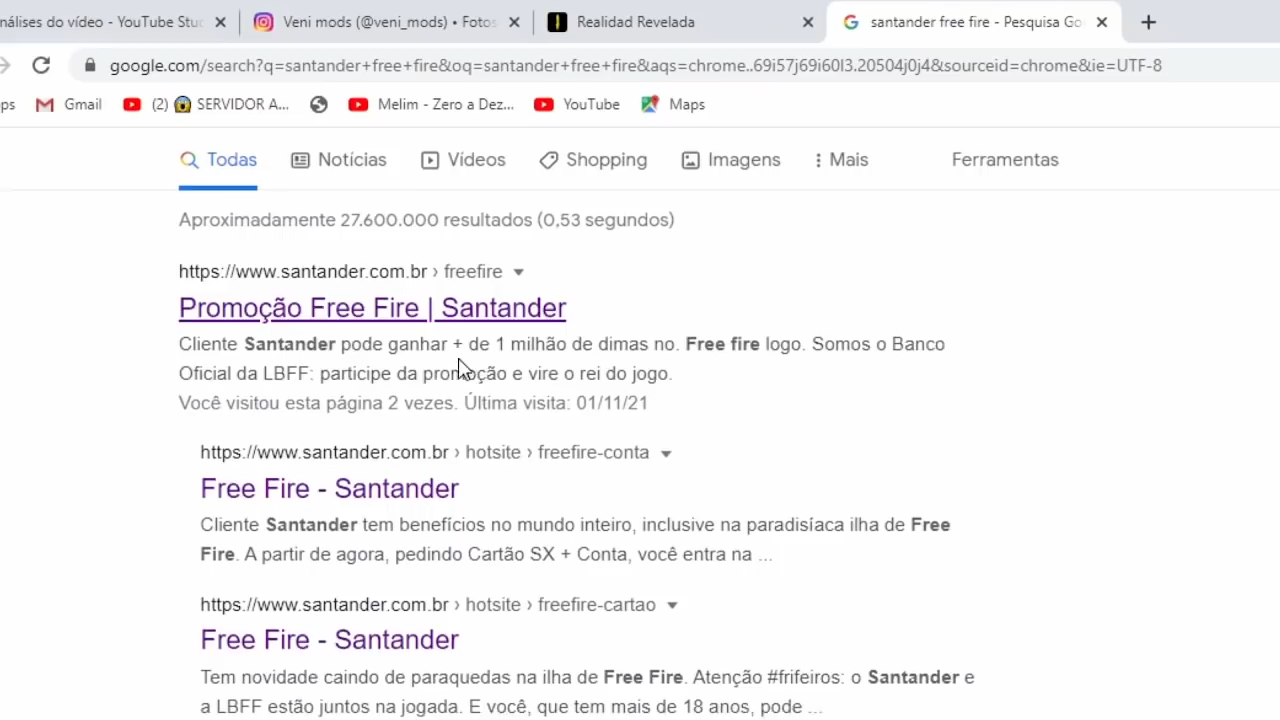 nálises do vídeo - YouTube Stu
Veni mods (@veni_mods) • Fotos
Realidad Revelada
santander free fire - Pesquisa Go
google.com/search?q=santander+free+fire&oq=santander+free+fire&aqs=chrome..69i57j69i60l3.20504j0j4&sourceid=chrome&ie=UTF-8
ps
Gmail
(2) 😱 SERVIDOR A...
Melim - Zero a Dez...
YouTube
Maps
Todas
Notícias
Vídeos
Shopping
Imagens
Mais
Ferramentas
Aproximadamente 27.600.000 resultados (0,53 segundos)
https://www.santander.com.br › freefire
Promoção Free Fire | Santander
Cliente Santander pode ganhar + de 1 milhão de dimas no. Free fire logo. Somos o Banco
Oficial da LBFF: participe da promoção e vire o rei do jogo.
Você visitou esta página 2 vezes. Última visita: 01/11/21
https://www.santander.com.br › hotsite › freefire-conta
Free Fire - Santander
Cliente Santander tem benefícios no mundo inteiro, inclusive na paradisíaca ilha de Free
Fire. A partir de agora, pedindo Cartão SX + Conta, você entra na ...
https://www.santander.com.br › hotsite › freefire-cartao
Free Fire - Santander
Tem novidade caindo de paraquedas na ilha de Free Fire. Atenção #frifeiros: o Santander e
a LBFF estão juntos na jogada. E você, que tem mais de 18 anos, pode ...